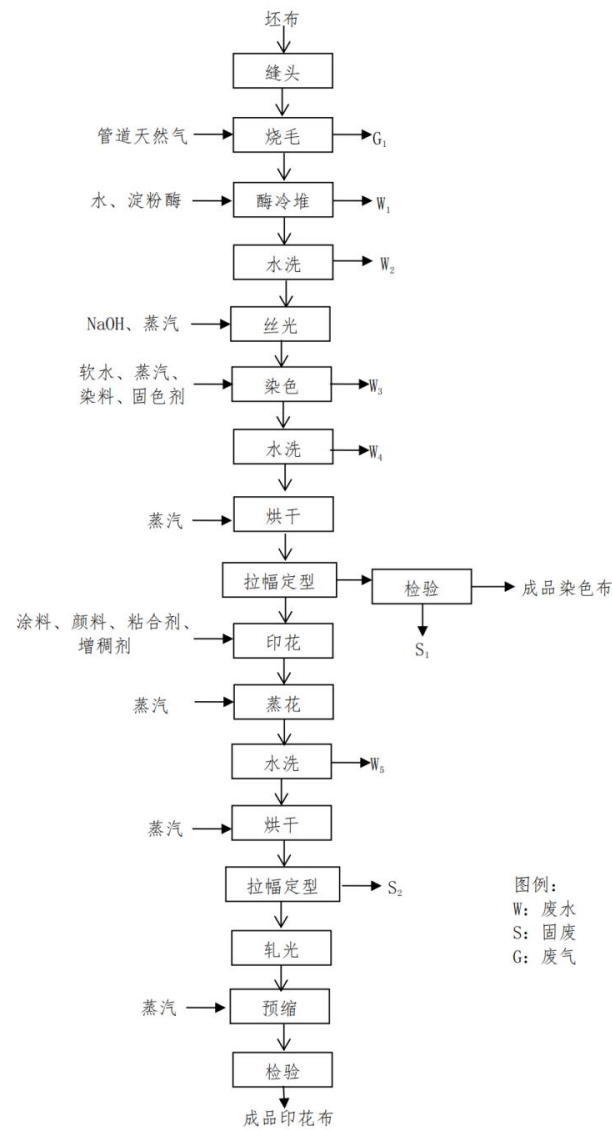 坯布
缝头
管道天然气
烧毛
G₁
水、淀粉酶
酶冷堆
W₁
水洗
W₂
NaOH、蒸汽
丝光
软水、蒸汽、
染料、固色剂
染色
W₃
水洗
W₄
蒸汽
烘干
拉幅定型
检验
成品染色布
S₁
涂料、颜料、粘合剂、
增稠剂
印花
蒸汽
蒸花
水洗
W₅
蒸汽
烘干
拉幅定型
S₂
轧光
蒸汽
预缩
检验
成品印花布
图例：
W：废水
S：固废
G：废气